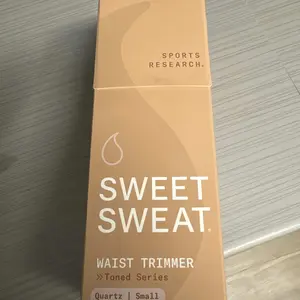 SPORTS
RESEARCH.
SWEET
SWEAT.
WAIST TRIMMER
»Toned Series
Quartz | Small